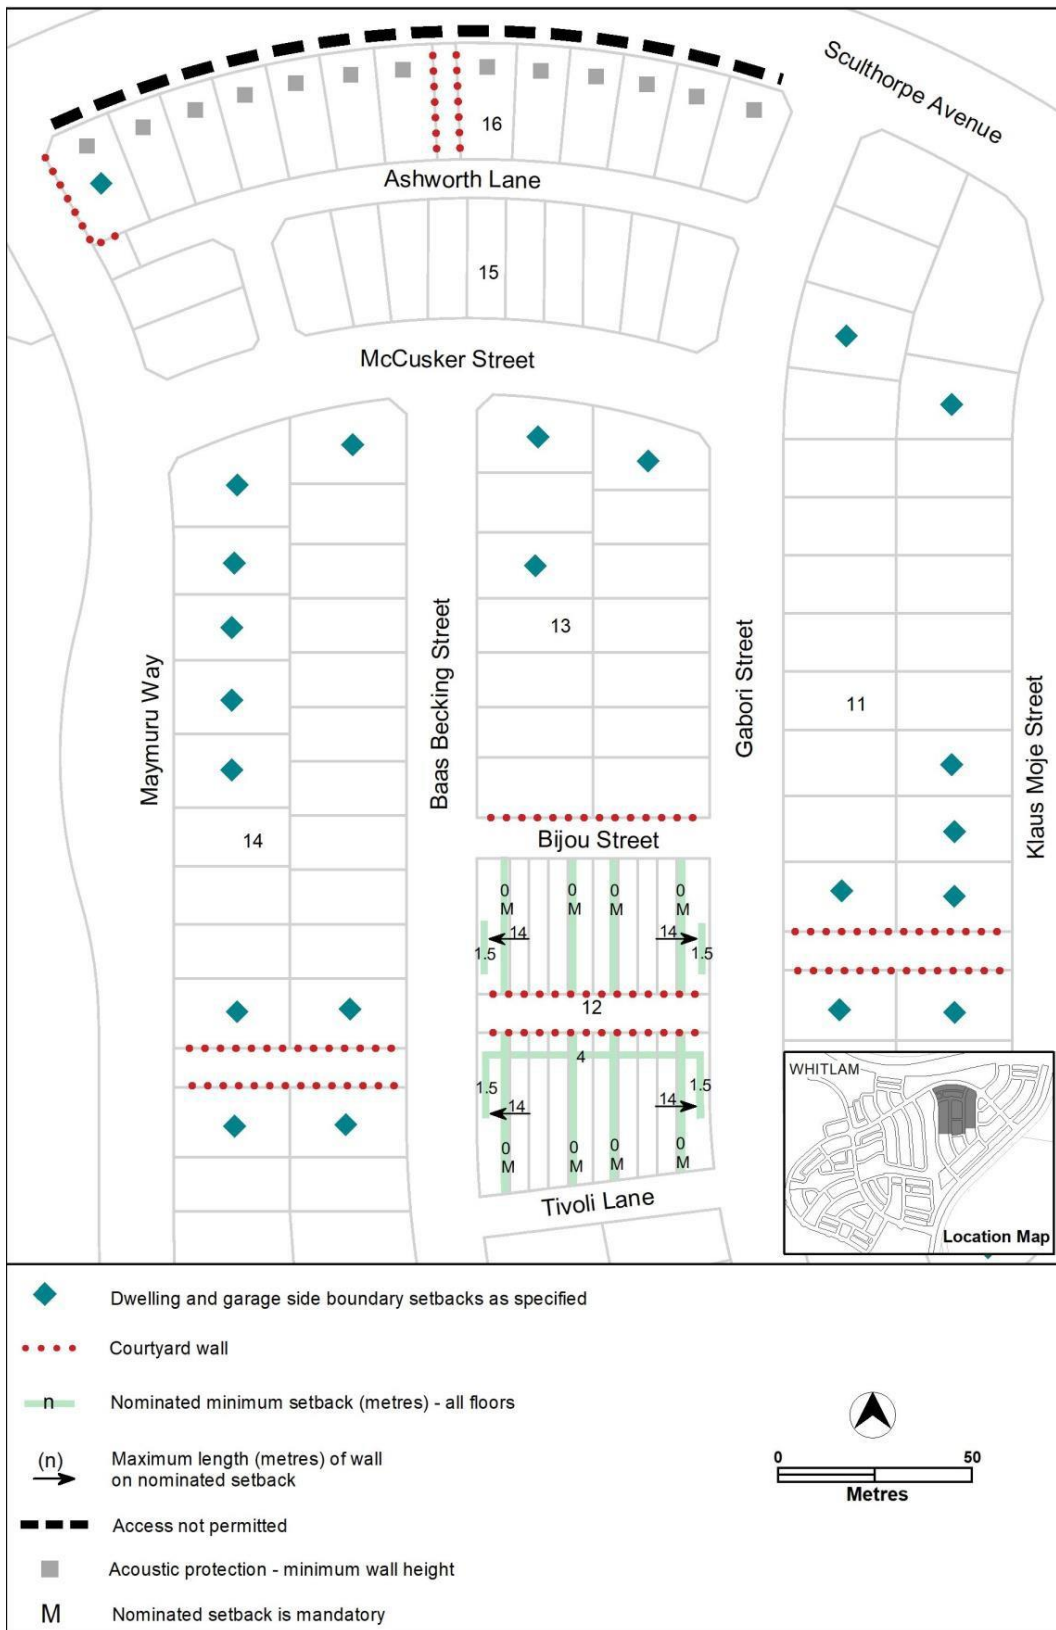 Sculthorpe Avenue
16
Ashworth Lane
15
McCusker Street
Maymuru Way
Baas Becking Street
13
Gabori Street
11
Klaus Moje Street
14
Bijou Street
0 0 0 0
M M M M
14 14
1.5 1.5
12
4
1.5 1.5
14 14
0 0 0 0
M M M M
Tivoli Lane
WHITLAM
Location Map
Dwelling and garage side boundary setbacks as specified
Courtyard wall
n Nominated minimum setback (metres) - all floors
(n) Maximum length (metres) of wall
on nominated setback
Access not permitted
Acoustic protection - minimum wall height
M Nominated setback is mandatory
0 50
Metres